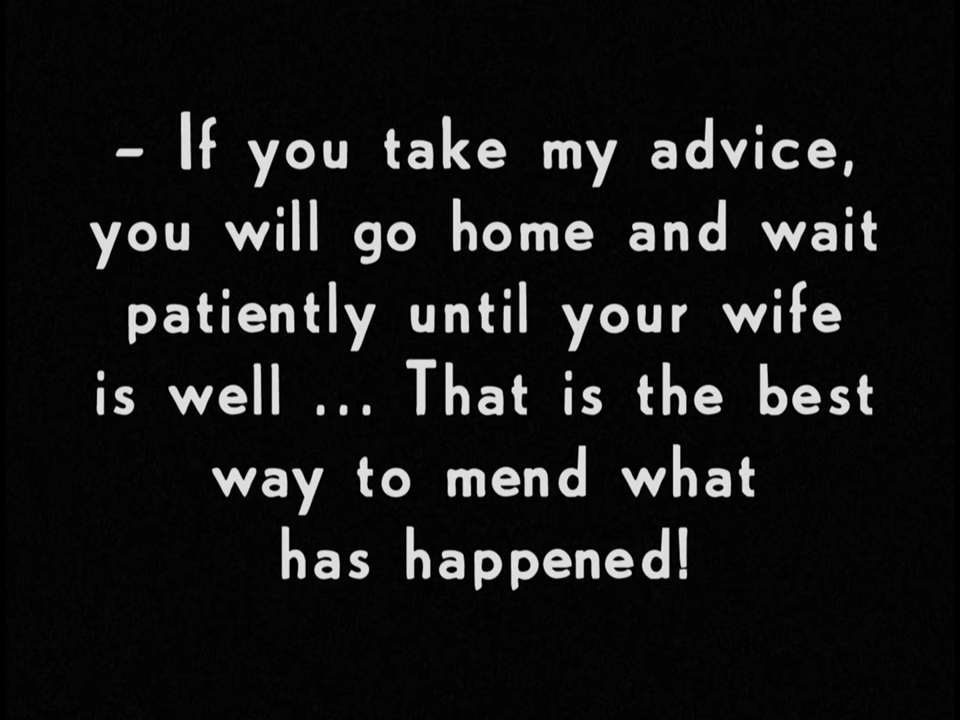 – If you take my advice,
you will go home and wait
patiently until your wife
is well ... That is the best
way to mend what
has happened!